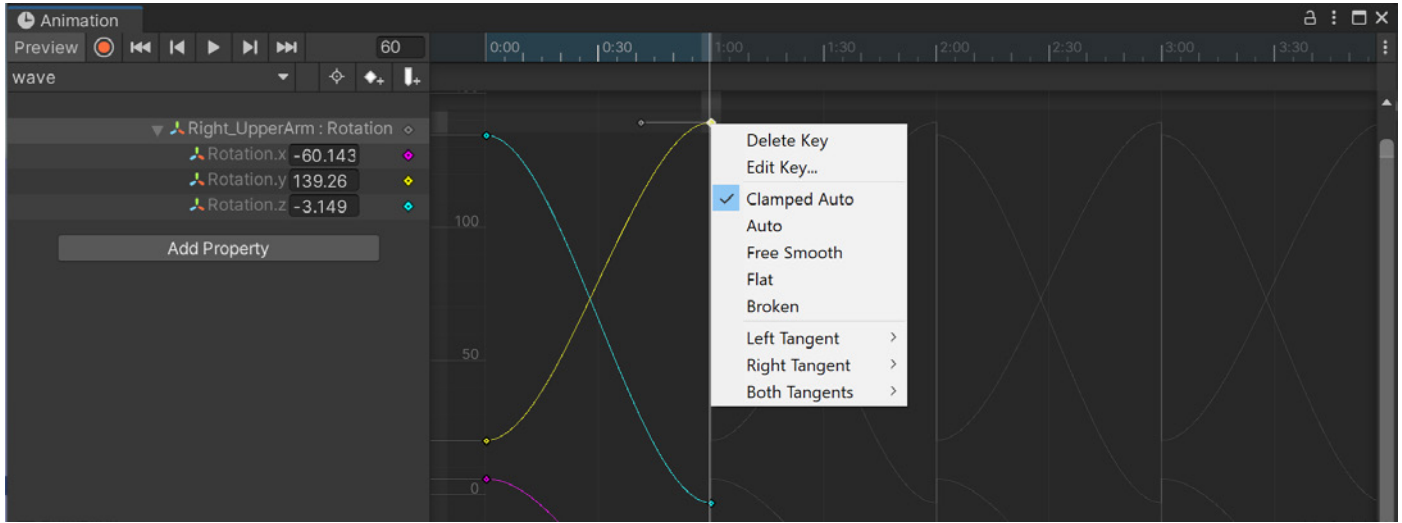 Animation
Preview 60 0:00 0:30 1:00 1:30 2:00 2:30 3:00 3:30
wave
Right_UpperArm : Rotation
Rotation.x -60.143
Rotation.y 139.26
Rotation.z -3.149
Add Property
100
50
0
Delete Key
Edit Key...
Clamped Auto
Auto
Free Smooth
Flat
Broken
Left Tangent
Right Tangent
Both Tangents